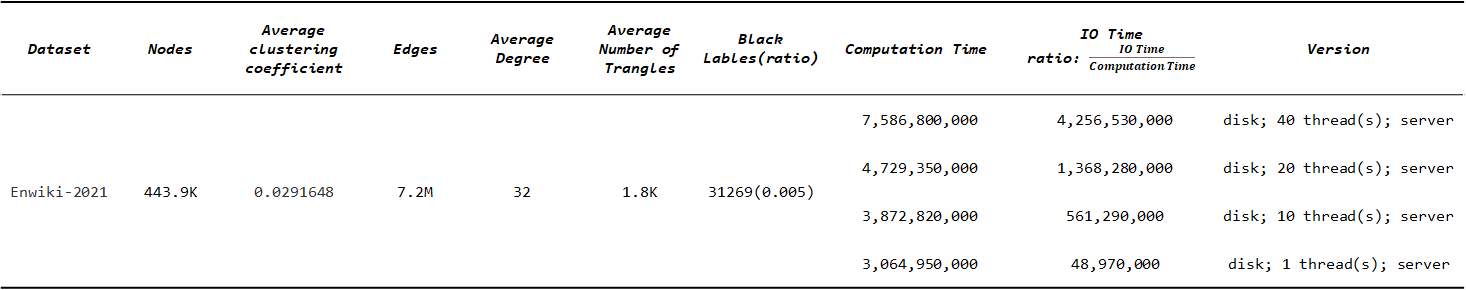 Dataset Nodes Average clustering coefficient Edges Average Degree Average Number of Trangles Black Lables(ratio) Computation Time IO Time ratio: IO Time / Computation Time Version
7,586,800,000 4,256,530,000 disk; 40 thread(s); server
4,729,350,000 1,368,280,000 disk; 20 thread(s); server
Enwiki-2021 443.9K 0.0291648 7.2M 32 1.8K 31269(0.005)
3,872,820,000 561,290,000 disk; 10 thread(s); server
3,064,950,000 48,970,000 disk; 1 thread(s); server